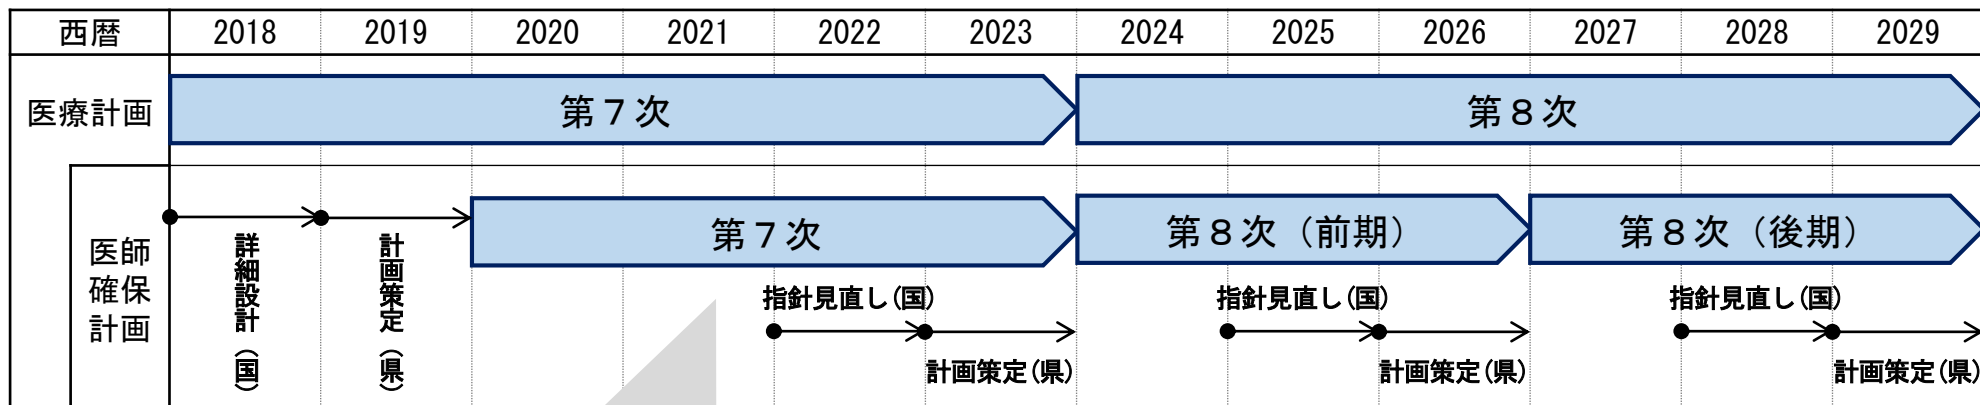 西暦 2018 2019 2020 2021 2022 2023 2024 2025 2026 2027 2028 2029
医療計画 第７次 第８次
医師確保計画
詳細設計(国)
計画策定(県)
第７次 第８次（前期） 第８次（後期）
指針見直し(国) 指針見直し(国) 指針見直し(国)
計画策定(県) 計画策定(県) 計画策定(県)